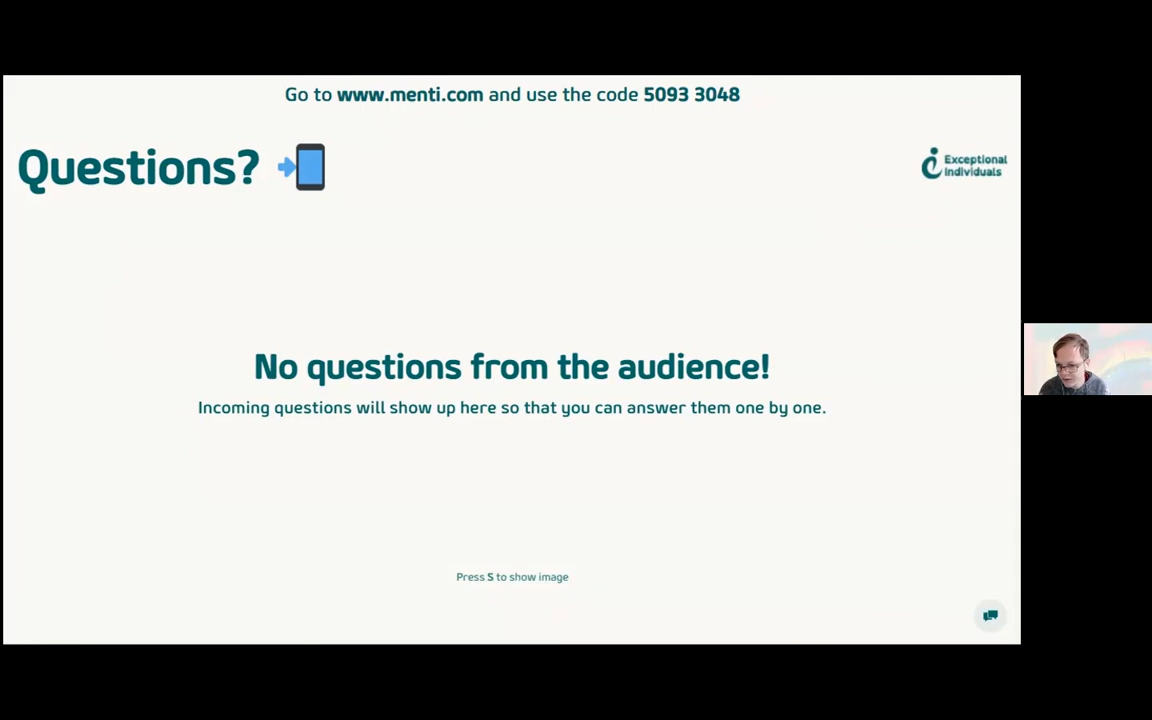 Go to www.menti.com and use the code 5093 3048
Questions?
Exceptional
Individuals
No questions from the audience!
Incoming questions will show up here so that you can answer them one by one.
Press S to show image